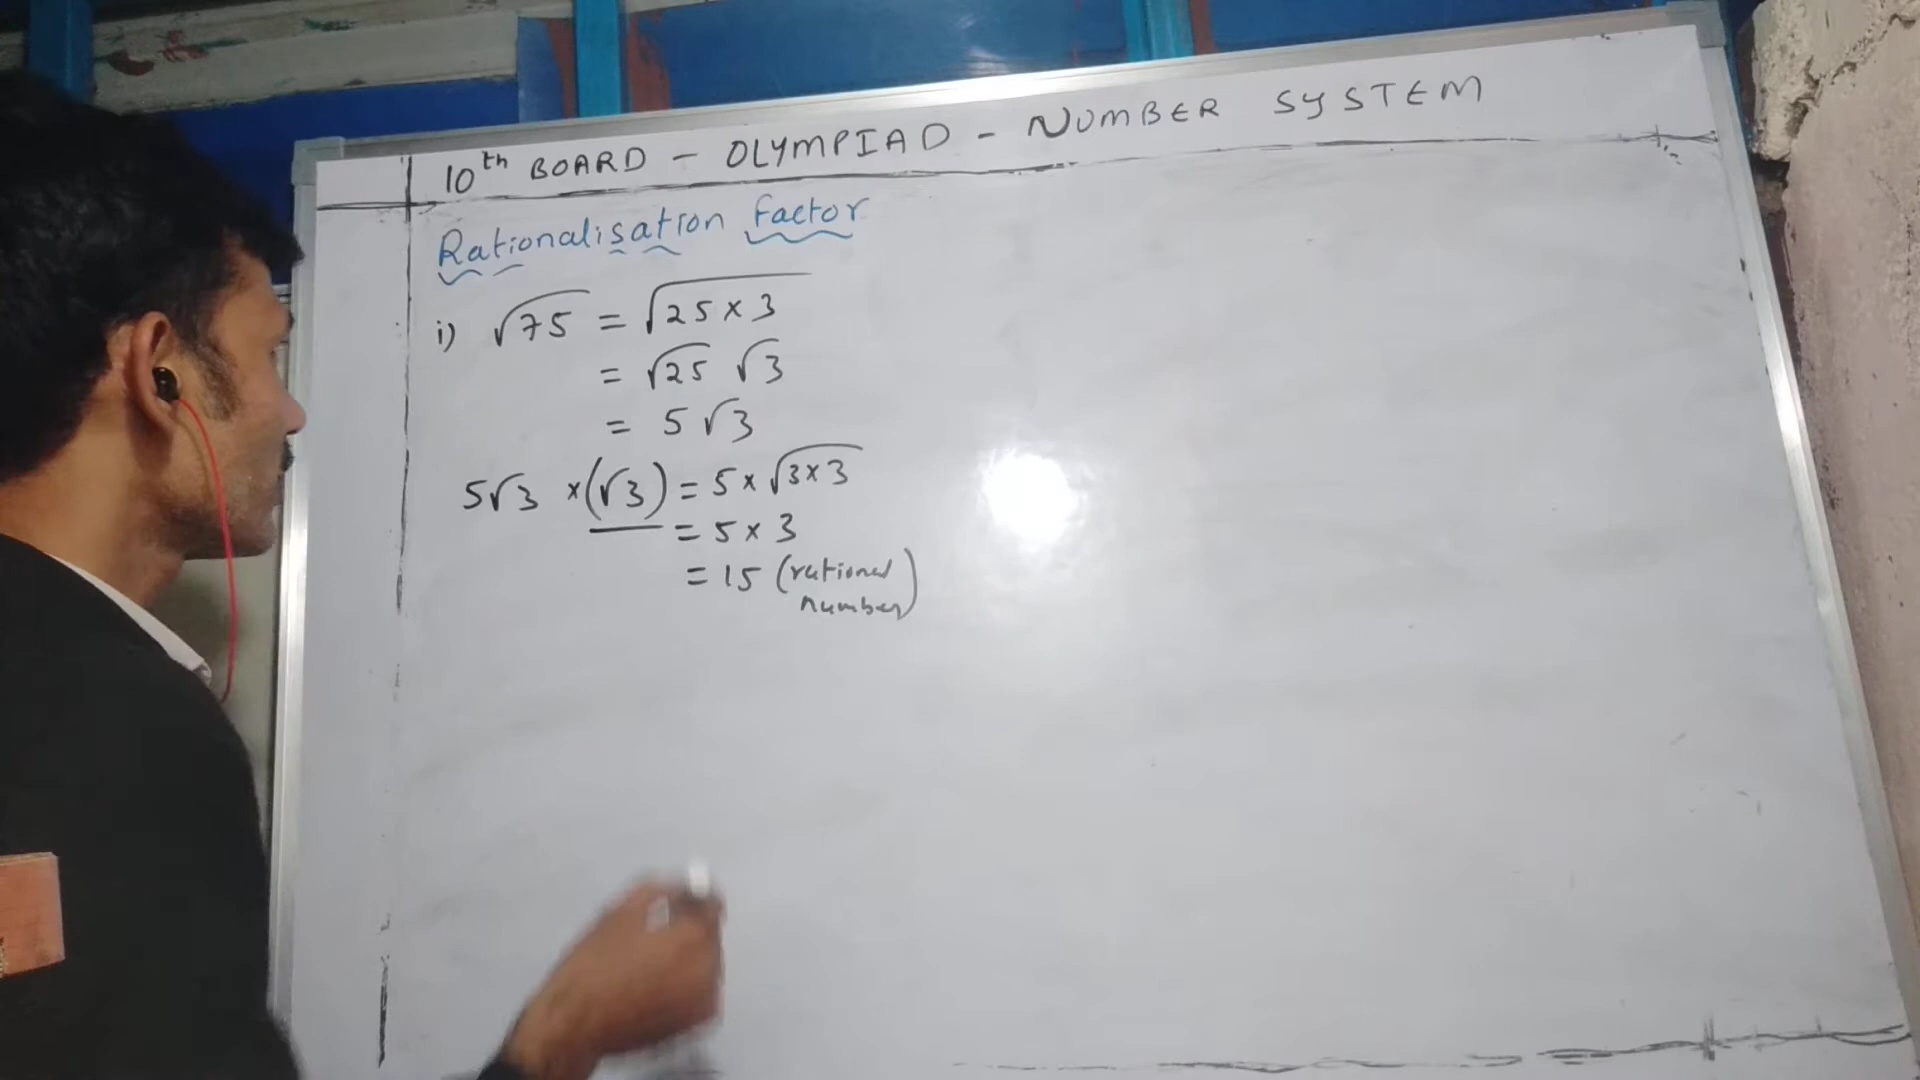 10th BOARD - OLYMPIAD - NUMBER SYSTEM
Rationalisation factor
i) √75 = √25 × 3
= √25 √3
= 5 √3
5√3 × (√3) = 5 × √3×3
= 5 × 3
= 15 (rational
number)